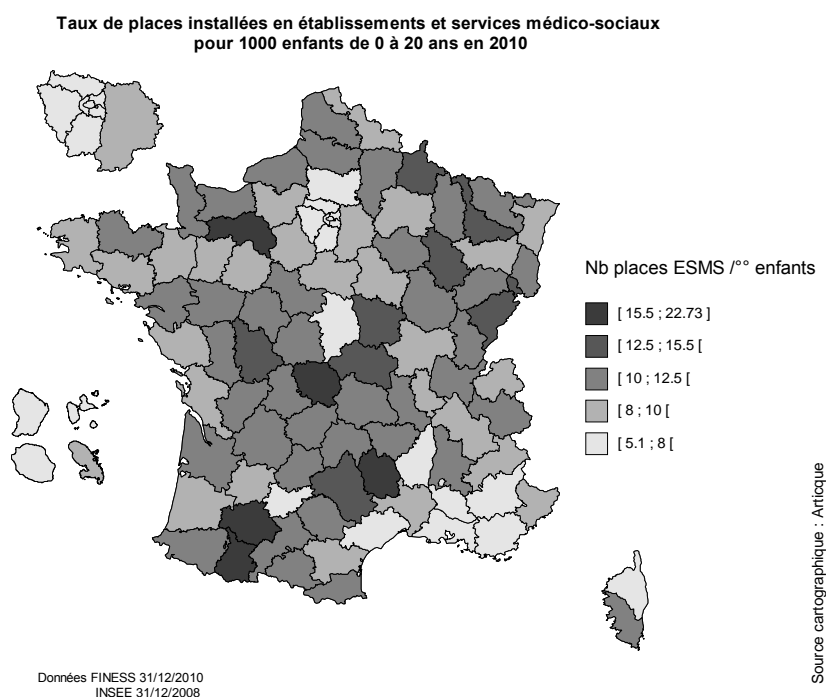 Taux de places installées en établissements et services médico-sociaux
pour 1000 enfants de 0 à 20 ans en 2010
Nb places ESMS /°° enfants
[ 15.5 ; 22.73 ]
[ 12.5 ; 15.5 [
[ 10 ; 12.5 [
[ 8 ; 10 [
[ 5.1 ; 8 [
Source cartographique : Articque
Données FINESS 31/12/2010
INSEE 31/12/2008